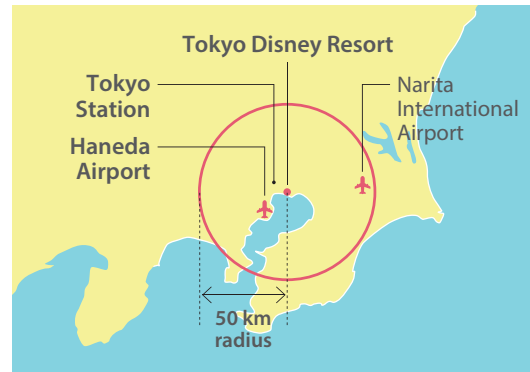 Tokyo Disney Resort
Tokyo
Station
Haneda
Airport
Narita
International
Airport
50 km
radius